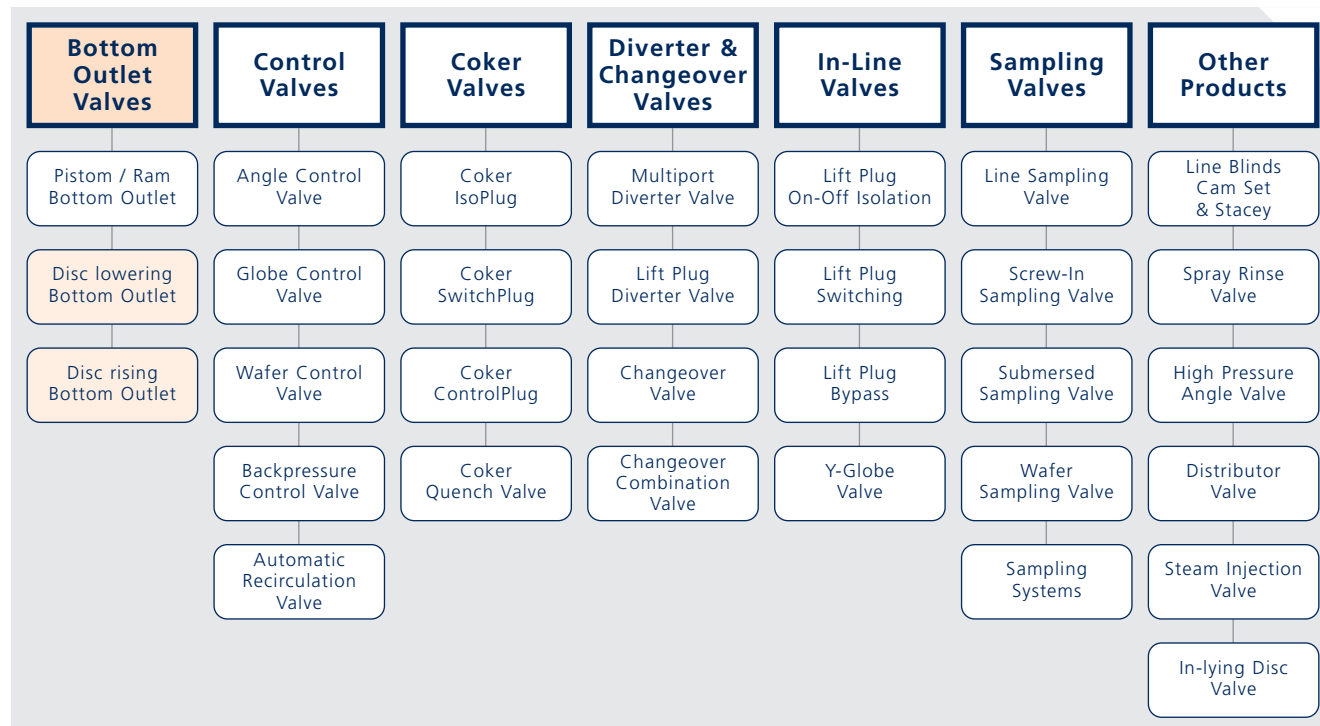 Bottom
Outlet
Valves
Pistom / Ram
Bottom Outlet
Disc lowering
Bottom Outlet
Disc rising
Bottom Outlet
Control
Valves
Angle Control
Valve
Globe Control
Valve
Wafer Control
Valve
Backpressure
Control Valve
Automatic
Recirculation
Valve
Coker
Valves
Coker
IsoPlug
Coker
SwitchPlug
Coker
ControlPlug
Coker
Quench Valve
Diverter &
Changeover
Valves
Multiport
Diverter Valve
Lift Plug
Diverter Valve
Changeover
Valve
Changeover
Combination
Valve
In-Line
Valves
Lift Plug
On-Off Isolation
Lift Plug
Switching
Lift Plug
Bypass
Y-Globe
Valve
Sampling
Valves
Line Sampling
Valve
Screw-In
Sampling Valve
Submersed
Sampling Valve
Wafer
Sampling Valve
Sampling
Systems
Other
Products
Line Blinds
Cam Set
& Stacey
Spray Rinse
Valve
High Pressure
Angle Valve
Distributor
Valve
Steam Injection
Valve
In-lying Disc
Valve